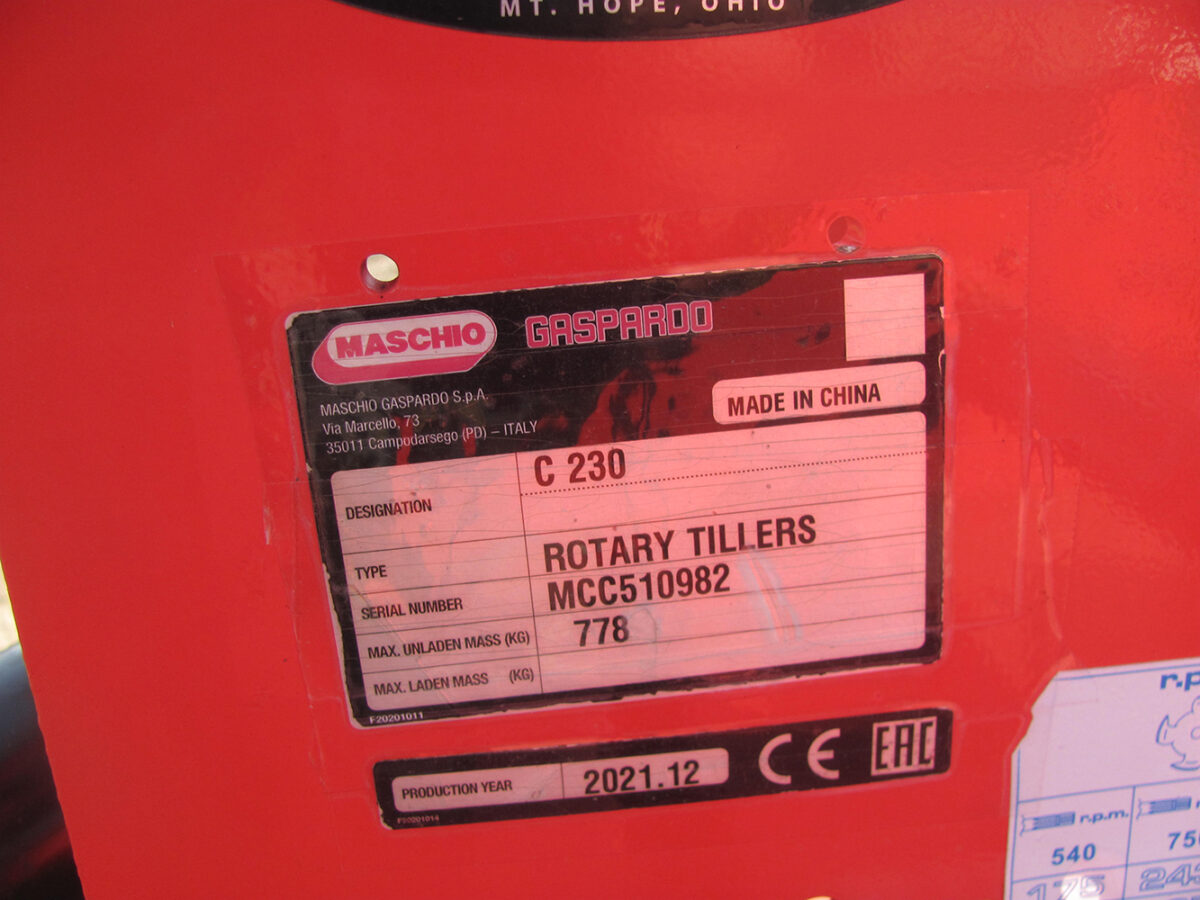 MT. HOPE, OHIO
MASCHIO GASPARDO
MASCHIO GASPARDO S.p.A.
Via Marcello, 73
35011 Campodarsego (PD) – ITALY
MADE IN CHINA
DESIGNATION C 230
TYPE ROTARY TILLERS
SERIAL NUMBER MCC510982
MAX. UNLADEN MASS (KG) 778
MAX. LADEN MASS (KG)
F20201011
PRODUCTION YEAR 2021.12 CE EAC
F20201014
r.p.m.
540
175